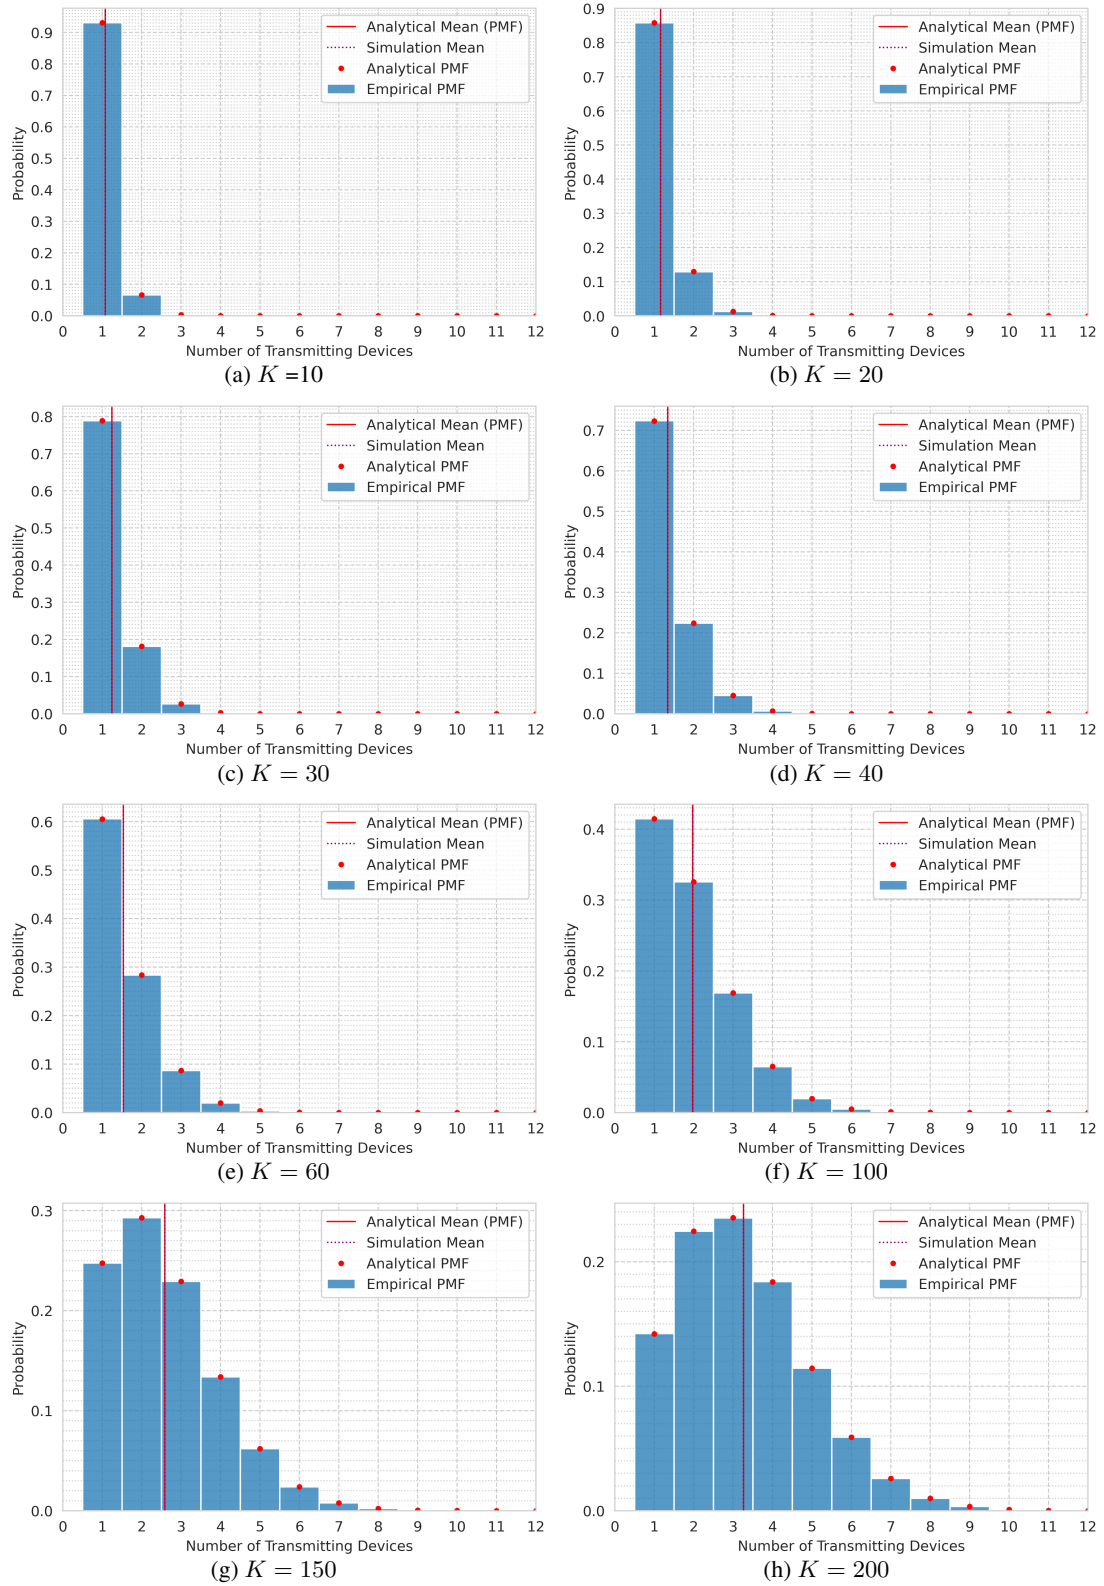 0.9
0.8
0.7
0.6
0.5
0.4
0.3
0.2
0.1
0.0
Probability
Analytical Mean (PMF)
Simulation Mean
Analytical PMF
Empirical PMF
0 1 2 3 4 5 6 7 8 9 10 11 12
Number of Transmitting Devices
(a) K =10
0.9
0.8
0.7
0.6
0.5
0.4
0.3
0.2
0.1
0.0
Probability
Analytical Mean (PMF)
Simulation Mean
Analytical PMF
Empirical PMF
0 1 2 3 4 5 6 7 8 9 10 11 12
Number of Transmitting Devices
(b) K = 20
0.8
0.7
0.6
0.5
0.4
0.3
0.2
0.1
0.0
Probability
Analytical Mean (PMF)
Simulation Mean
Analytical PMF
Empirical PMF
0 1 2 3 4 5 6 7 8 9 10 11 12
Number of Transmitting Devices
(c) K = 30
0.7
0.6
0.5
0.4
0.3
0.2
0.1
0.0
Probability
Analytical Mean (PMF)
Simulation Mean
Analytical PMF
Empirical PMF
0 1 2 3 4 5 6 7 8 9 10 11 12
Number of Transmitting Devices
(d) K = 40
0.6
0.5
0.4
0.3
0.2
0.1
0.0
Probability
Analytical Mean (PMF)
Simulation Mean
Analytical PMF
Empirical PMF
0 1 2 3 4 5 6 7 8 9 10 11 12
Number of Transmitting Devices
(e) K = 60
0.4
0.3
0.2
0.1
0.0
Probability
Analytical Mean (PMF)
Simulation Mean
Analytical PMF
Empirical PMF
0 1 2 3 4 5 6 7 8 9 10 11 12
Number of Transmitting Devices
(f) K = 100
0.3
0.2
0.1
0.0
Probability
Analytical Mean (PMF)
Simulation Mean
Analytical PMF
Empirical PMF
0 1 2 3 4 5 6 7 8 9 10 11 12
Number of Transmitting Devices
(g) K = 150
0.2
0.1
0.0
Probability
Analytical Mean (PMF)
Simulation Mean
Analytical PMF
Empirical PMF
0 1 2 3 4 5 6 7 8 9 10 11 12
Number of Transmitting Devices
(h) K = 200